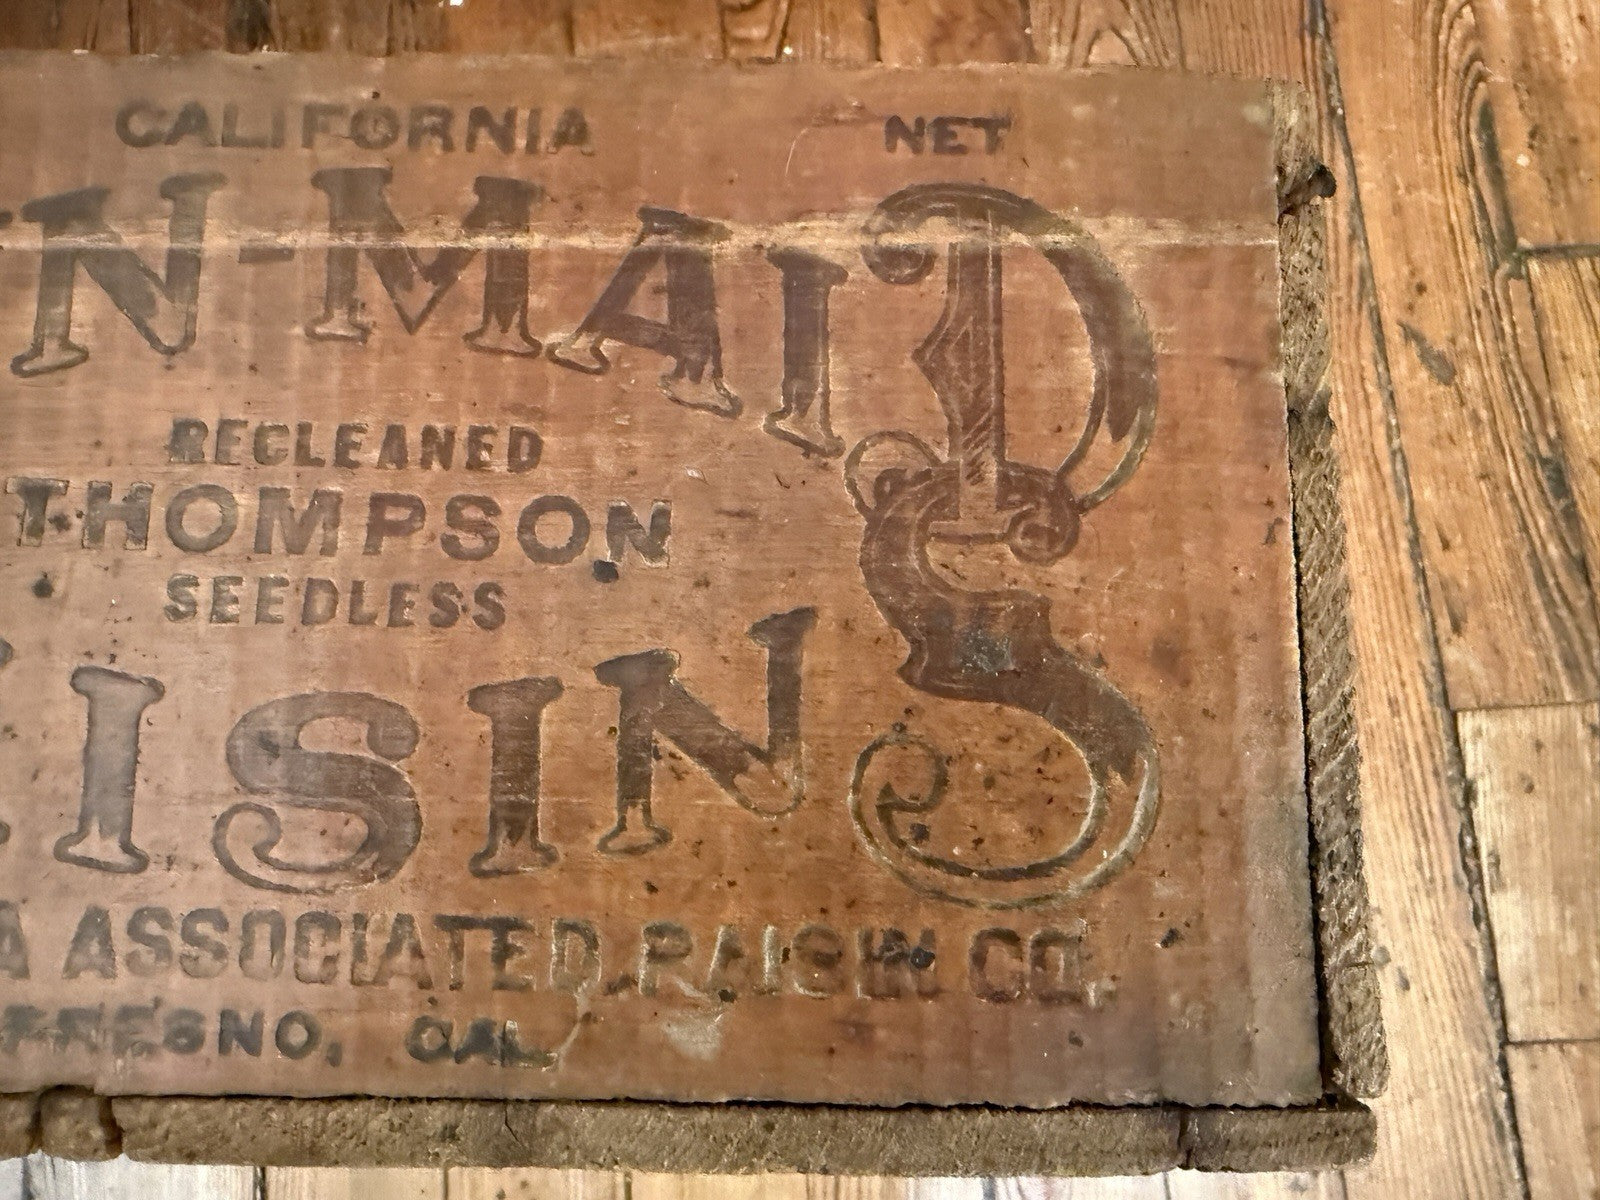 CALIFORNIA NET
N-MAID
RECLEANED
THOMPSON
SEEDLESS
ISINS
A ASSOCIATED RAISIN CO.
FRESNO, CAL.